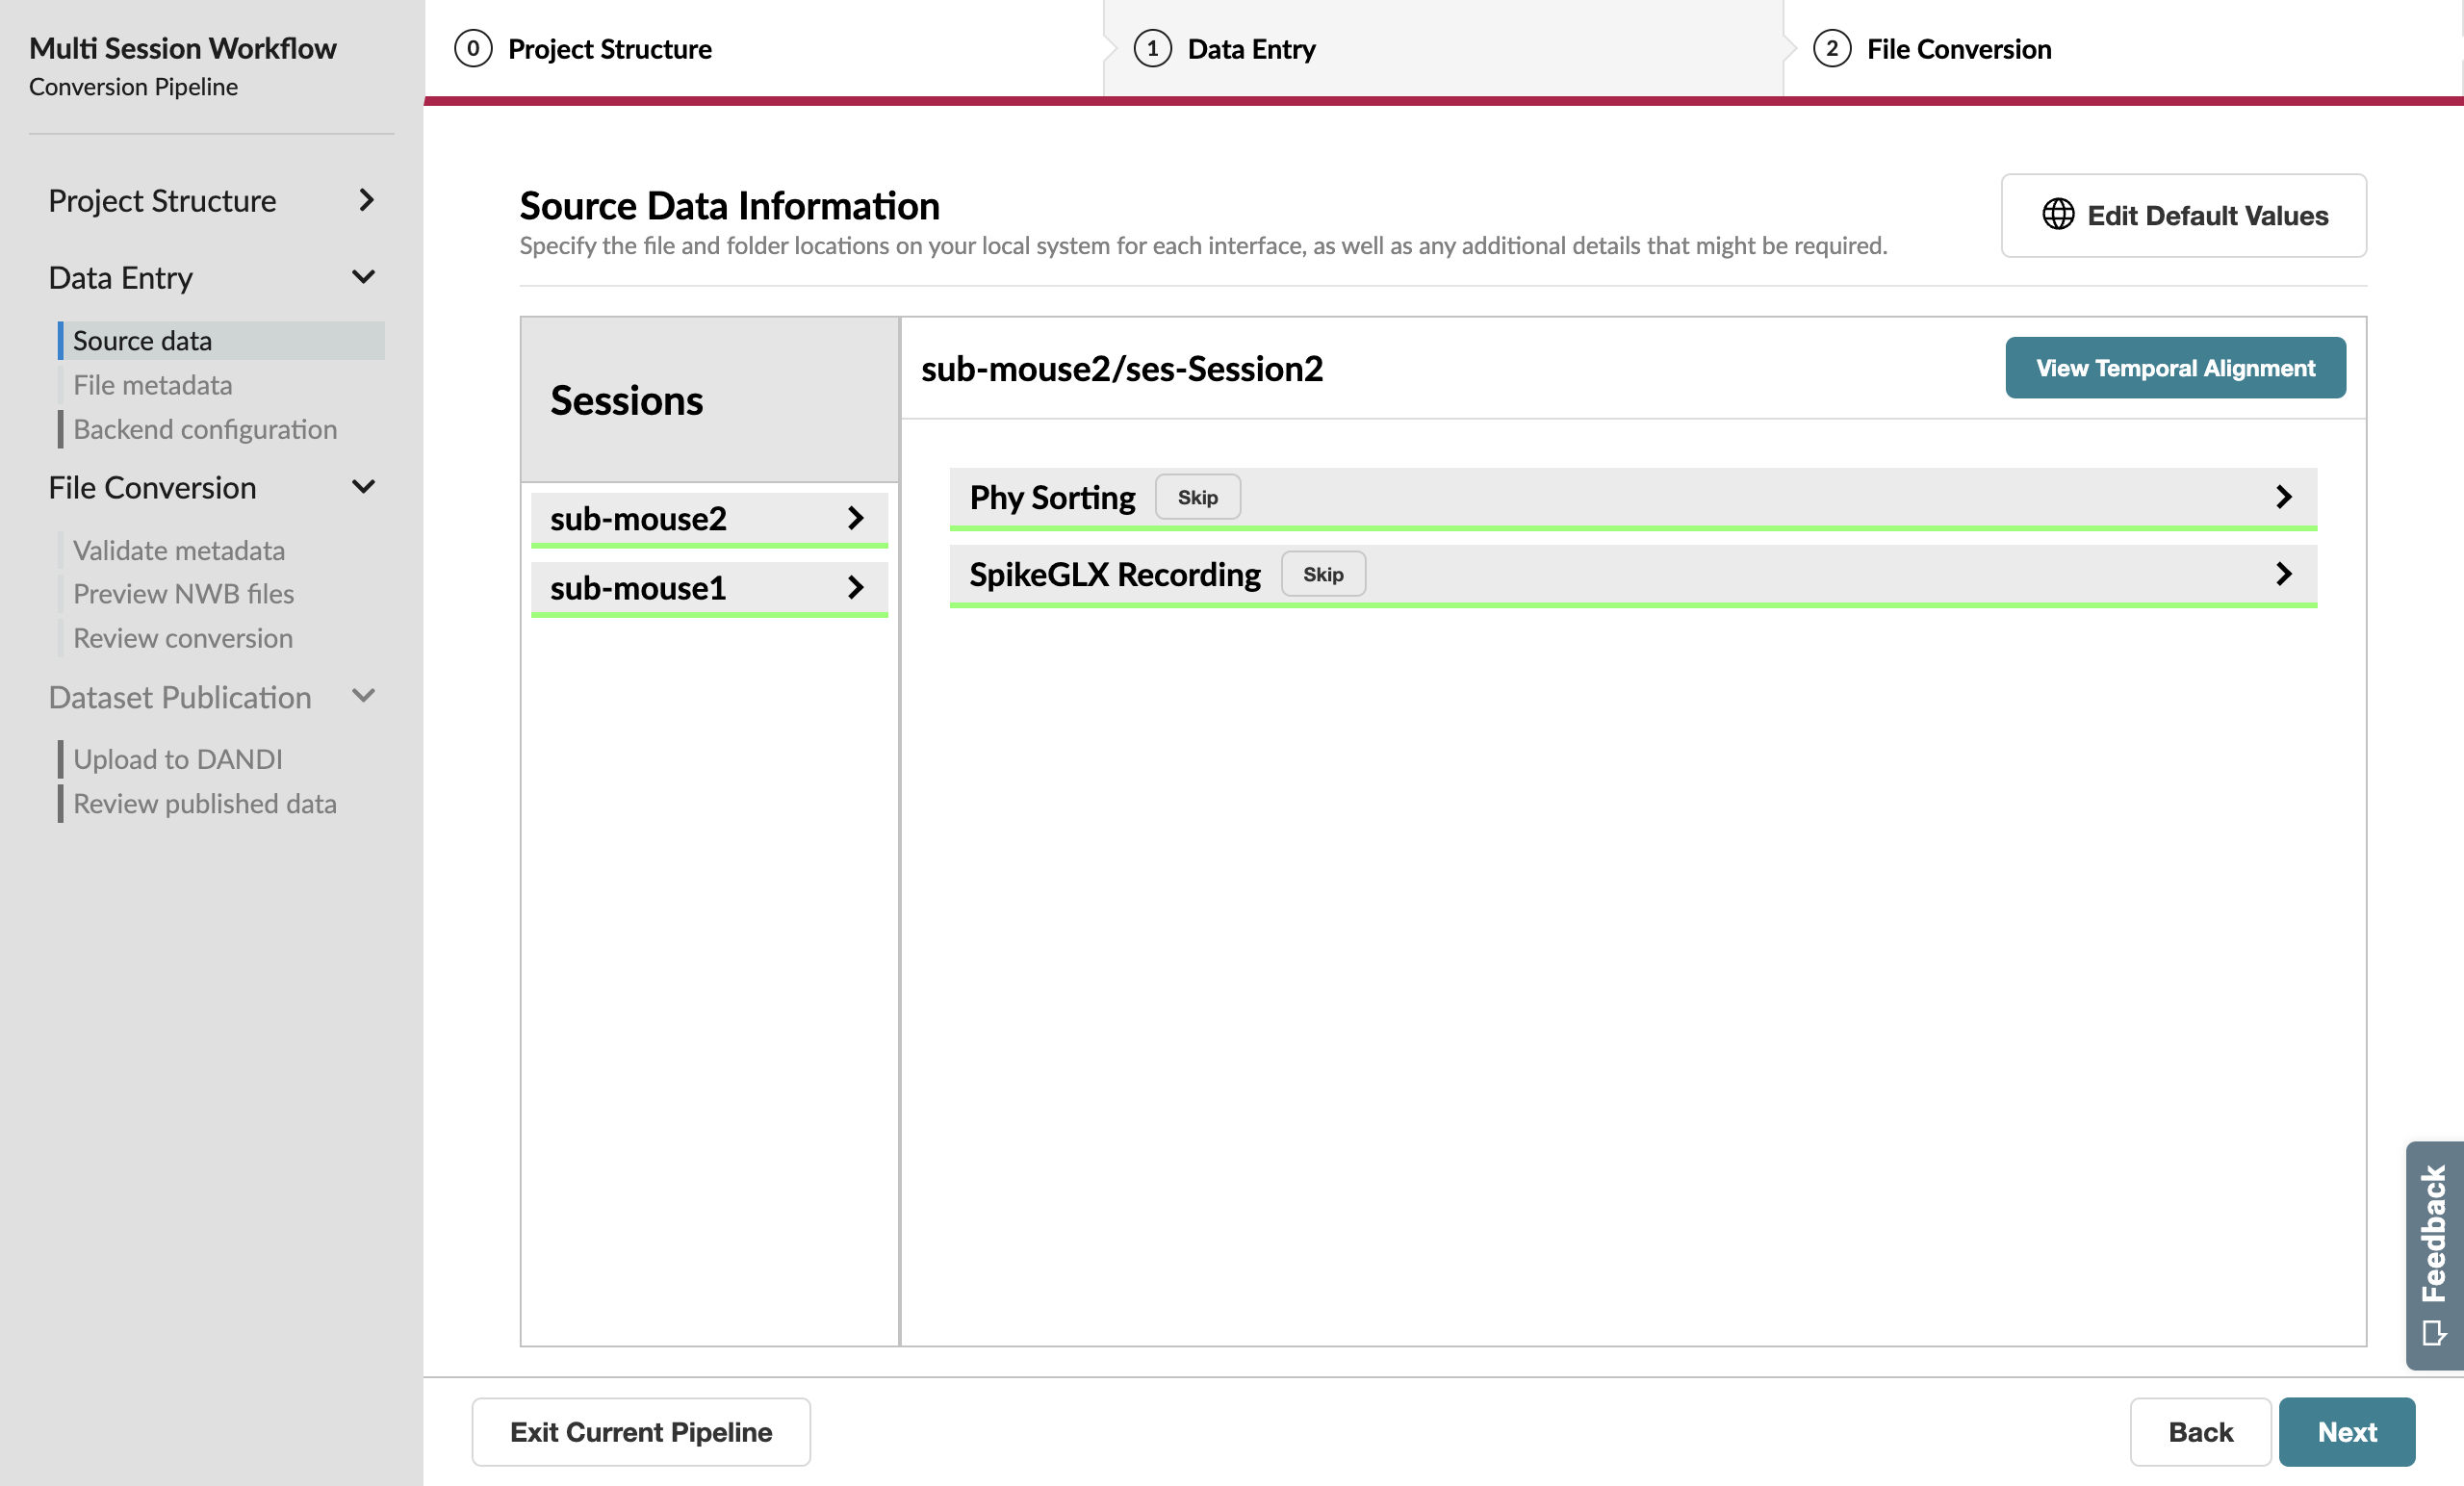 Multi Session Workflow
Conversion Pipeline
Project Structure
Data Entry
Source data
File metadata
Backend configuration
File Conversion
Validate metadata
Preview NWB files
Review conversion
Dataset Publication
Upload to DANDI
Review published data
0 Project Structure
1 Data Entry
2 File Conversion
Source Data Information
Specify the file and folder locations on your local system for each interface, as well as any additional details that might be required.
Edit Default Values
Sessions
sub-mouse2
sub-mouse1
sub-mouse2/ses-Session2
View Temporal Alignment
Phy Sorting Skip
SpikeGLX Recording Skip
Feedback
Exit Current Pipeline
Back
Next